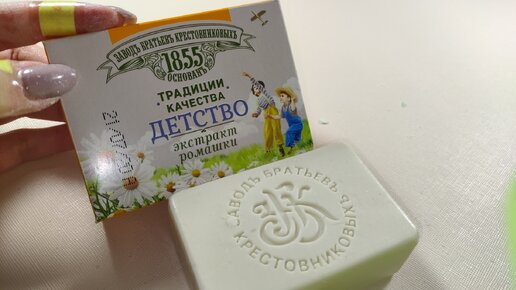 ЗАВОДЪ БРАТЬЕВЪ КРЕСТОВНИКОВЫХЪ
1855
ОСНОВАНЪ
ТРАДИЦИИ
КАЧЕСТВА
ДЕТСТВО
экстракт
ромашки
ЗАВОДЪ БРАТЬЕВЪ
КРЕСТОВНИКОВЫХЪ